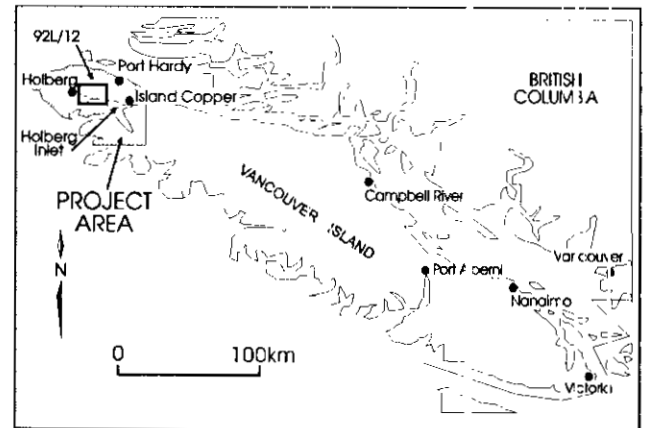 92L/12
Port Hardy
Holberg
Island Copper
Holberg
Inlet
PROJECT
AREA
N
0 100km
BRITISH
COLUMBA
VANCOUVER ISLAND
Campbell River
Port Alberni
Nanaimo
Vancouver
Victoria